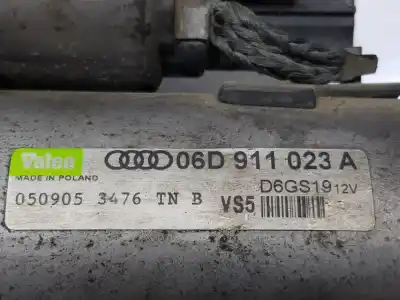 Valeo 06D 911 023 A
MADE IN POLAND D6GS19 12V
050905 3476 TN B VS5